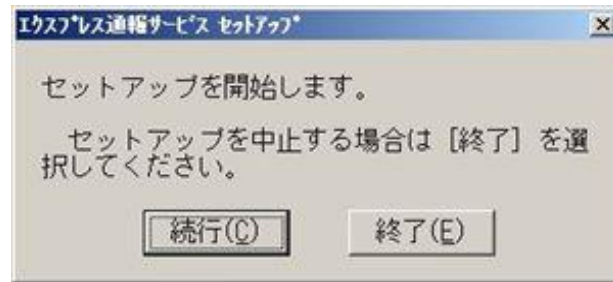 ｴｸｽﾌﾟﾚｽ通報ｻｰﾋﾞｽ ｾｯﾄｱｯﾌﾟ
セットアップを開始します。
セットアップを中止する場合は［終了］を選
択してください。
続行(C) 終了(E)